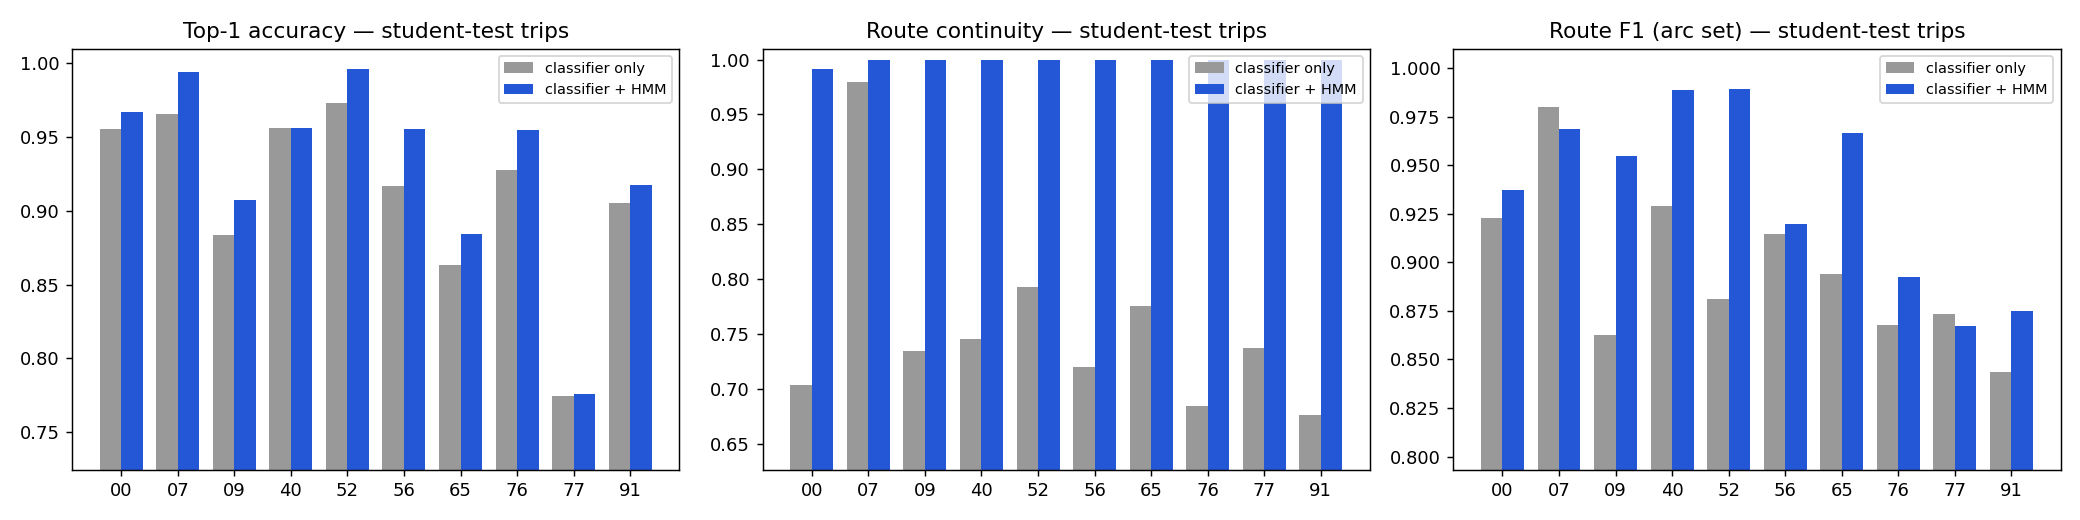 Top-1 accuracy — student-test trips
classifier only
classifier + HMM
1.00
0.95
0.90
0.85
0.80
0.75
00 07 09 40 52 56 65 76 77 91
Route continuity — student-test trips
classifier only
classifier + HMM
1.00
0.95
0.90
0.85
0.80
0.75
0.70
0.65
00 07 09 40 52 56 65 76 77 91
Route F1 (arc set) — student-test trips
classifier only
classifier + HMM
1.000
0.975
0.950
0.925
0.900
0.875
0.850
0.825
0.800
00 07 09 40 52 56 65 76 77 91